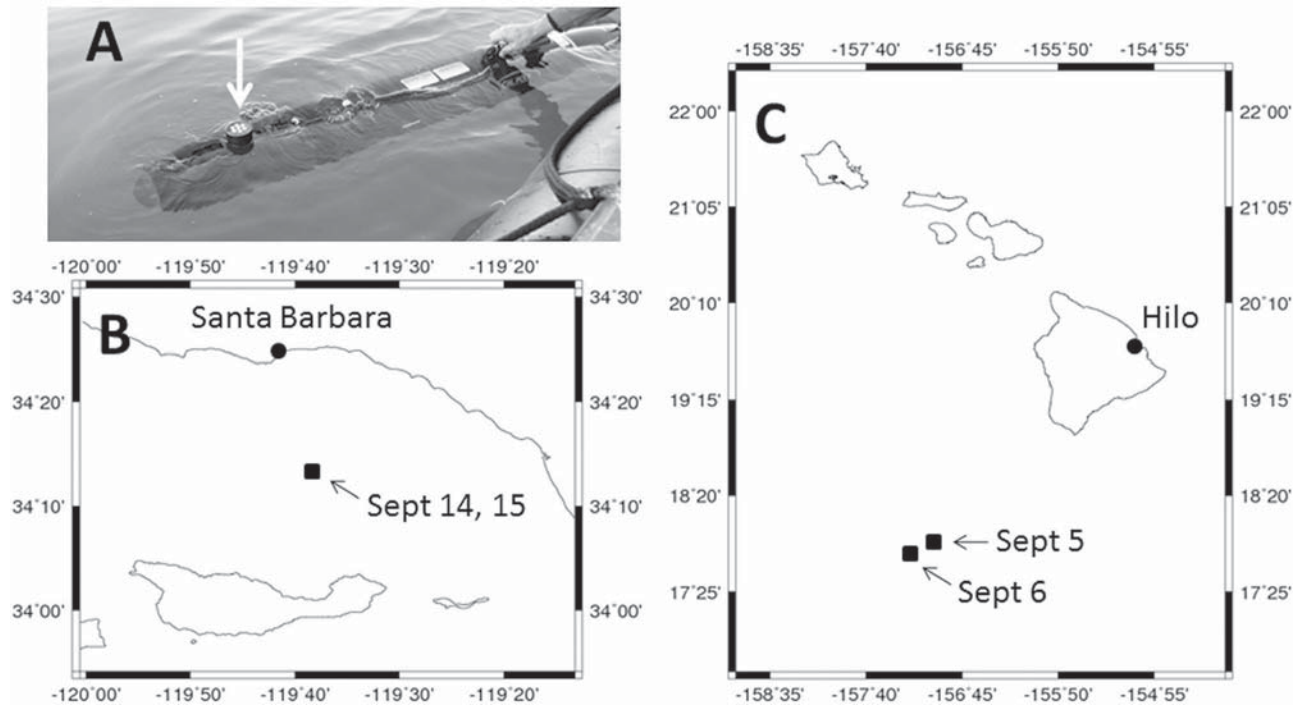 A
-120°00' -119°50' -119°40' -119°30' -119°20'
34°30' 34°30'
Santa Barbara
B
34°20' 34°20'
Sept 14, 15
34°10' 34°10'
34°00' 34°00'
-120°00' -119°50' -119°40' -119°30' -119°20'
-158°35' -157°40' -156°45' -155°50' -154°55'
22°00' 22°00'
C
21°05' 21°05'
20°10' 20°10'
Hilo
19°15' 19°15'
18°20' 18°20'
Sept 5
Sept 6
17°25' 17°25'
-158°35' -157°40' -156°45' -155°50' -154°55'